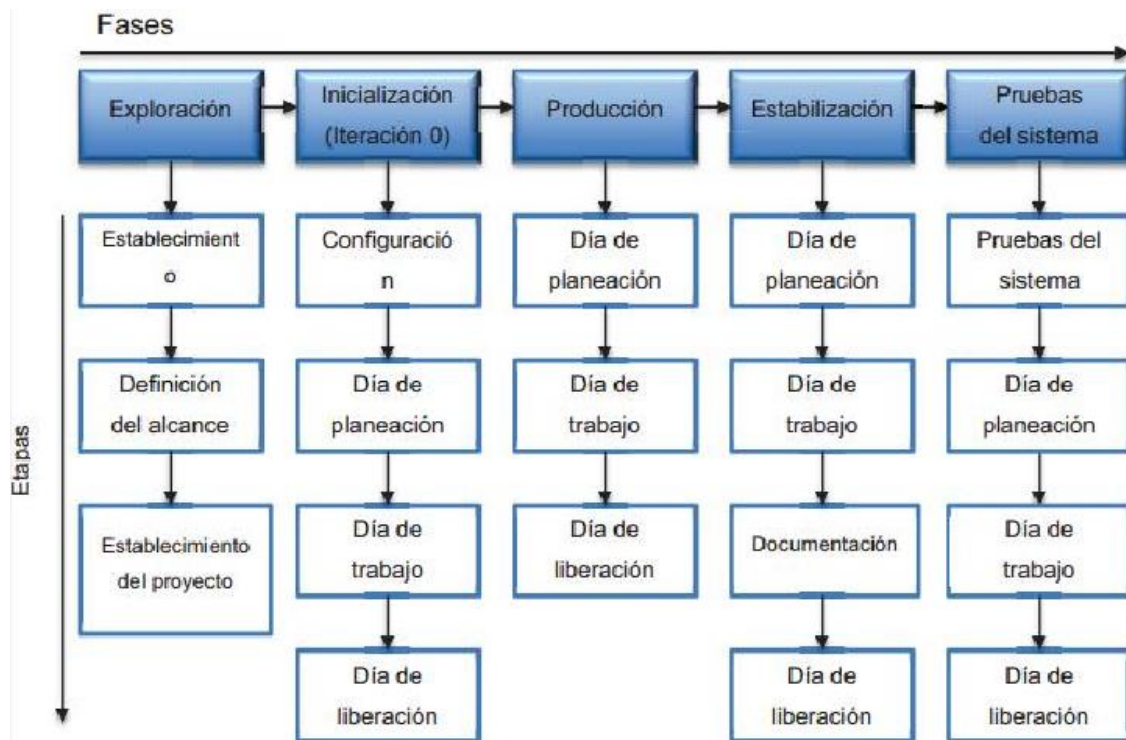 Fases
Exploración
Inicialización
(Iteración 0)
Producción
Estabilización
Pruebas
del sistema
Establecimient
o
Configuració
n
Día de
planeación
Día de
planeación
Pruebas del
sistema
Definición
del alcance
Día de
planeación
Día de
trabajo
Día de
trabajo
Día de
planeación
Etapas
Establecimiento
del proyecto
Día de
trabajo
Día de
liberación
Documentación
Día de
trabajo
Día de
liberación
Día de
liberación
Día de
liberación